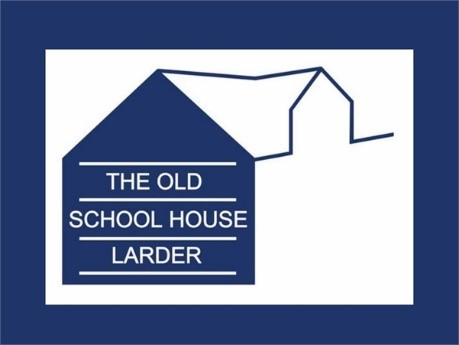 THE OLD
SCHOOL HOUSE
LARDER